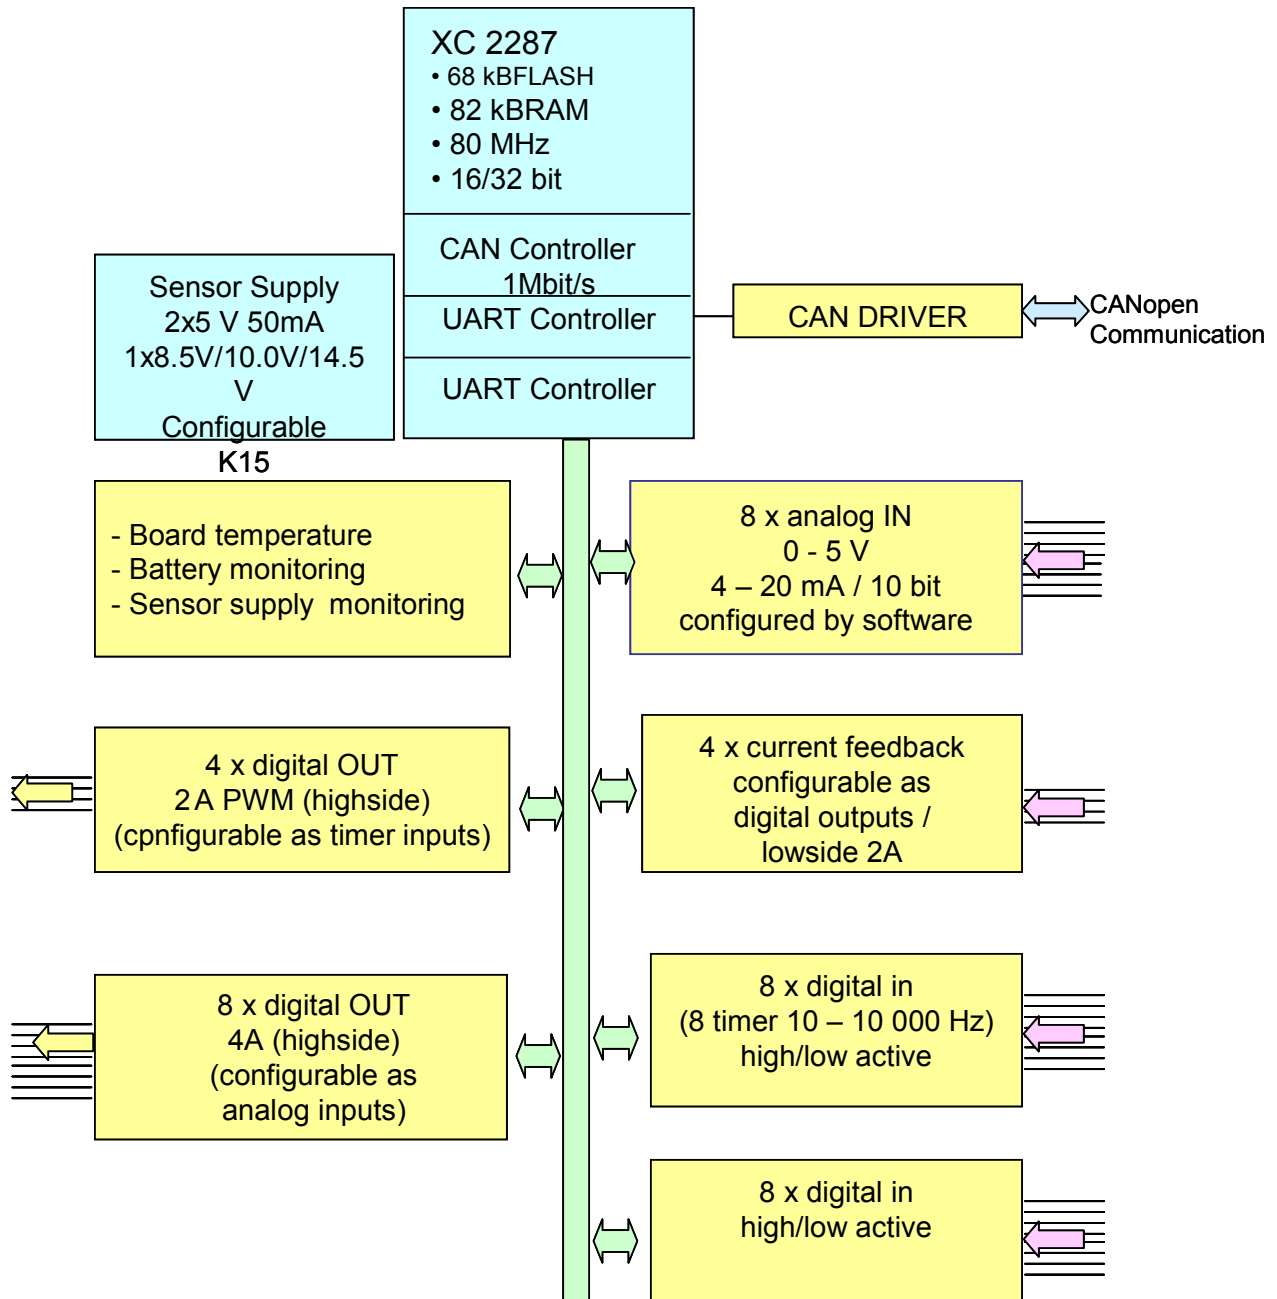 XC 2287
• 68 kBFLASH
• 82 kBRAM
• 80 MHz
• 16/32 bit
CAN Controller
1Mbit/s
UART Controller
UART Controller
Sensor Supply
2x5 V 50mA
1x8.5V/10.0V/14.5
V
Configurable
K15
CAN DRIVER
CANopen
Communication
- Board temperature
- Battery monitoring
- Sensor supply monitoring
8 x analog IN
0 - 5 V
4 – 20 mA / 10 bit
configured by software
4 x digital OUT
2 A PWM (highside)
(cpnfigurable as timer inputs)
4 x current feedback
configurable as
digital outputs /
lowside 2A
8 x digital OUT
4A (highside)
(configurable as
analog inputs)
8 x digital in
(8 timer 10 – 10 000 Hz)
high/low active
8 x digital in
high/low active